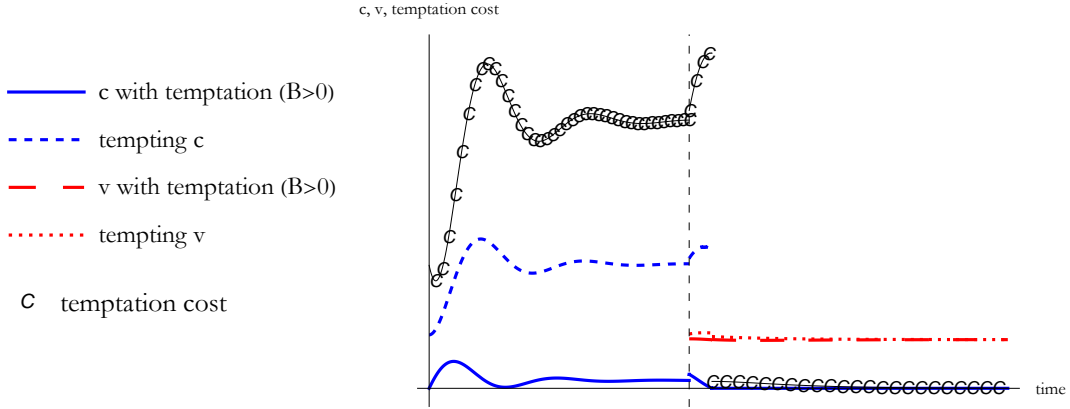 c, v, temptation cost
c with temptation (B>0)
tempting c
v with temptation (B>0)
tempting v
C temptation cost
time